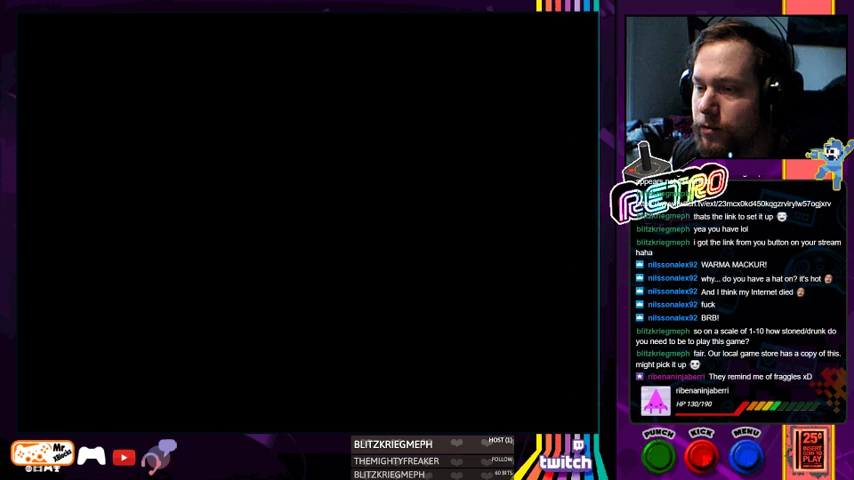 RETRO
blitzkriegmeph thats the link to set it up
blitzkriegmeph yea you have lol
blitzkriegmeph i got the link from you button on your stream
haha
nilssonalex92 WARMA MACKUR!
nilssonalex92 why... do you have a hat on? it's hot
nilssonalex92 And I think my Internet died
nilssonalex92 fuck
nilssonalex92 BRB!
blitzkriegmeph so on a scale of 1-10 how stoned/drunk do
you need to be to play this game?
blitzkriegmeph fair. Our local game store has a copy of this.
might pick it up
ribenaninjaberri They remind me of fraggles xD
ribenaninjaberri
HP 130/190
BLITZKRIEGMEPH HOST (1)
THEMIGHTYFREAKER FOLLOW
BLITZKRIEGMEPH 60 BITS
twitch
PUNCH KICK MENU
25¢
INSERT
COIN TO
PLAY